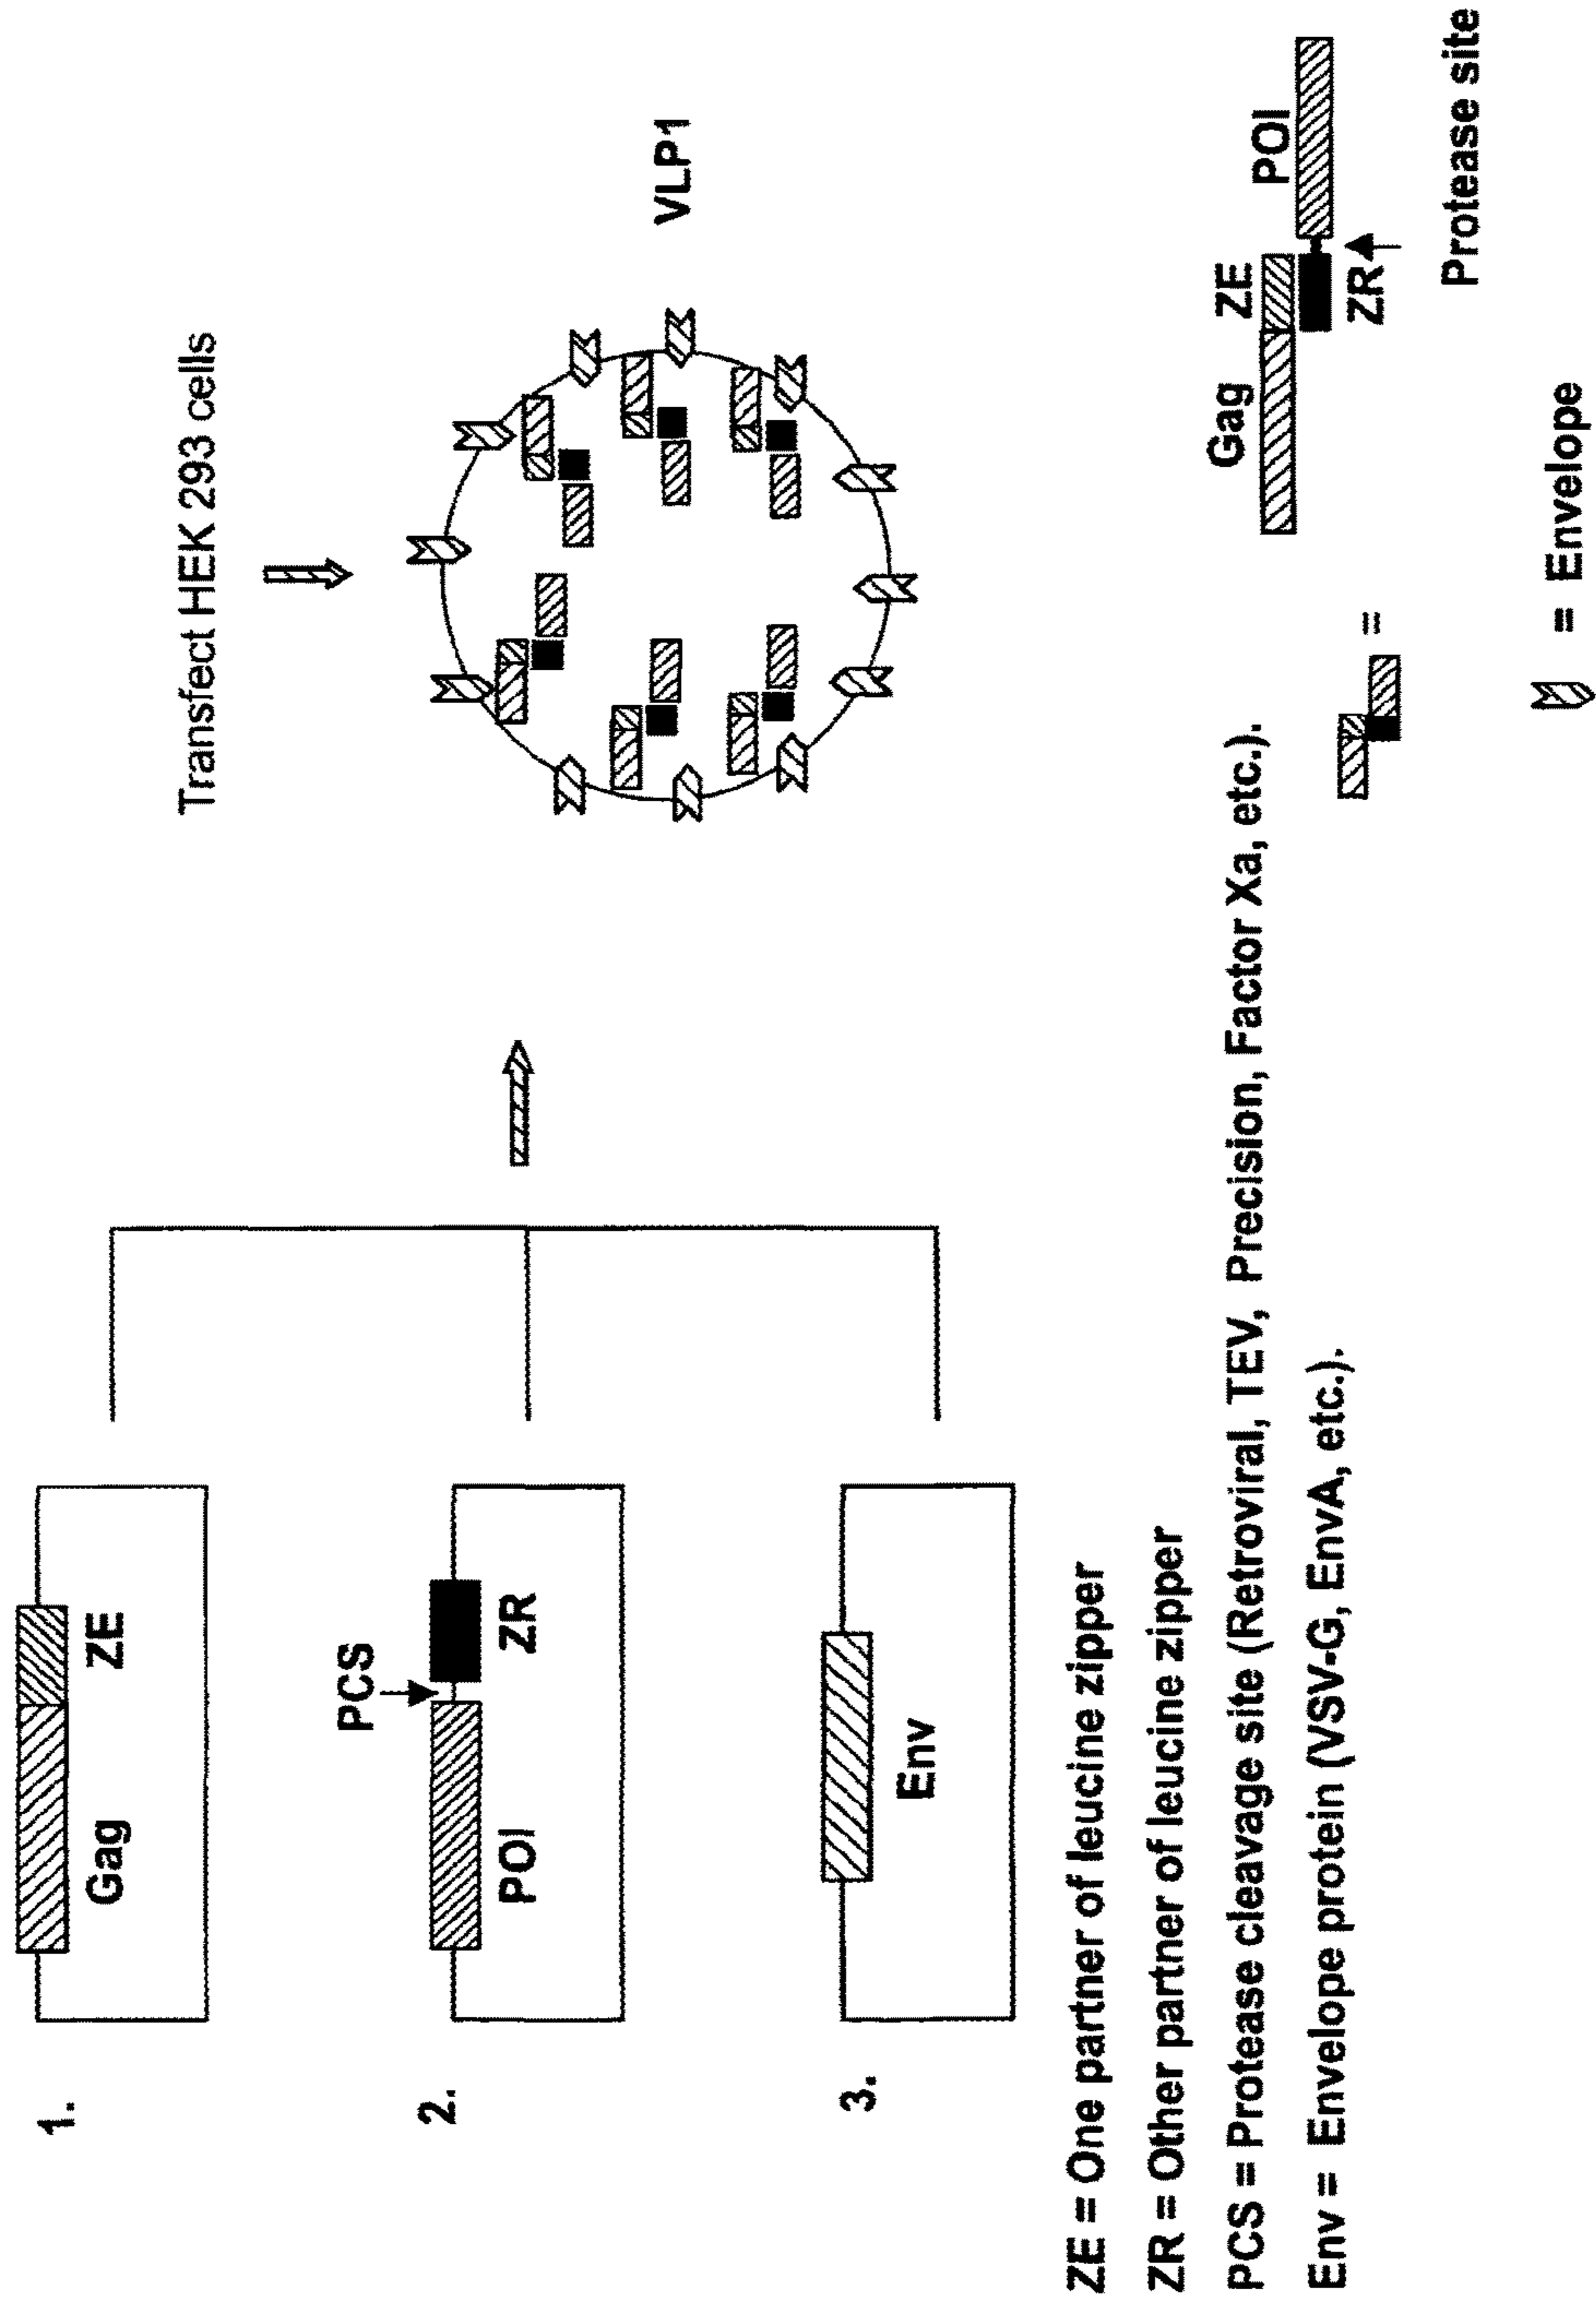 1.
Gag ZE
2.
PCS
POI ZR
3.
Env
Transfect HEK 293 cells
VLP1
ZE = One partner of leucine zipper
ZR = Other partner of leucine zipper
PCS = Protease cleavage site (Retroviral, TEV, Precision, Factor Xa, etc.).
Env = Envelope protein (VSV-G, EnvA, etc.).
=
Gag ZE POI
ZR
Protease site
= Envelope